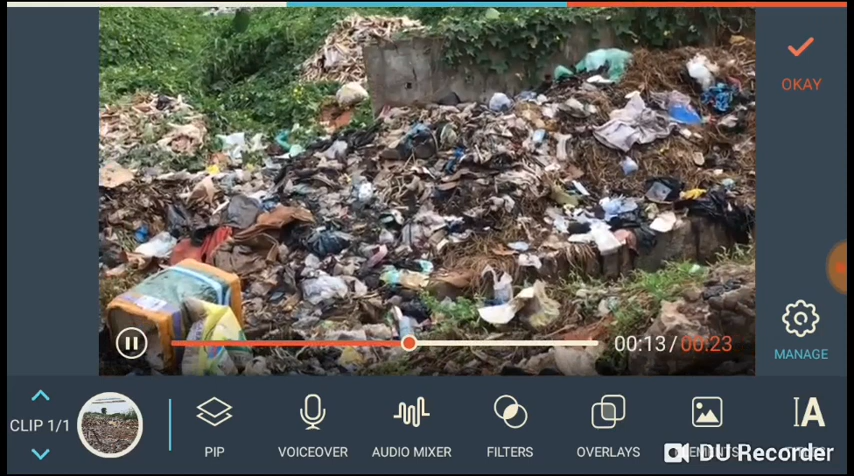 OKAY
00:13/00:23
MANAGE
CLIP 1/1
PIP
VOICEOVER
AUDIO MIXER
FILTERS
OVERLAYS
A
DU Recorder